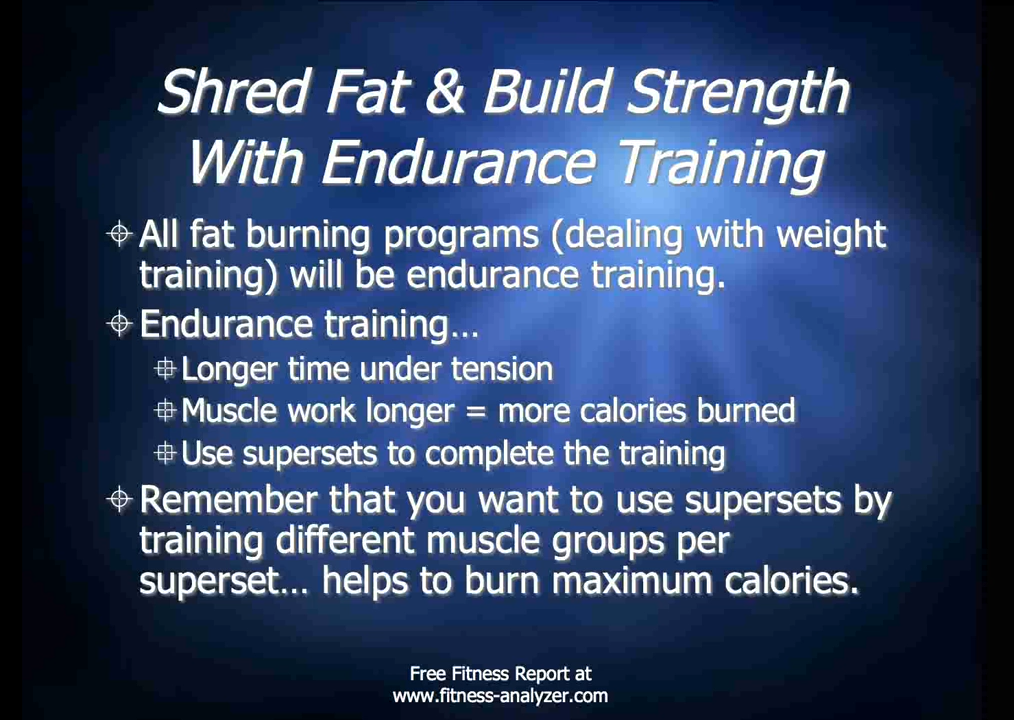 Shred Fat & Build Strength
With Endurance Training
All fat burning programs (dealing with weight
training) will be endurance training.
Endurance training…
Longer time under tension
Muscle work longer = more calories burned
Use supersets to complete the training
Remember that you want to use supersets by
training different muscle groups per
superset… helps to burn maximum calories.
Free Fitness Report at
www.fitness-analyzer.com